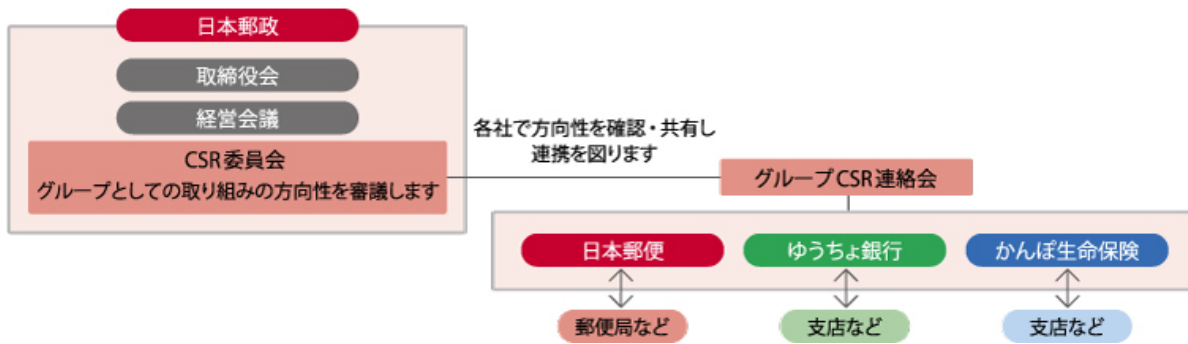 日本郵政
取締役会
経営会議
CSR委員会
グループとしての取り組みの方向性を審議します
各社で方向性を確認・共有し
連携を図ります
グループCSR連絡会
日本郵便
ゆうちょ銀行
かんぽ生命保険
郵便局など
支店など
支店など